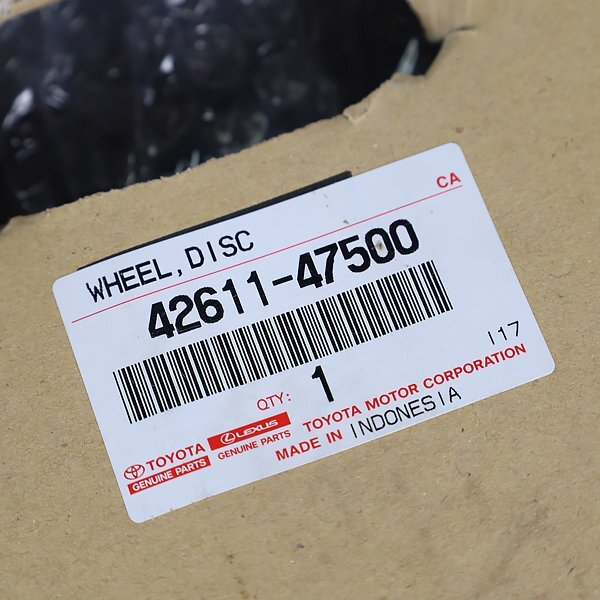 CA
WHEEL, DISC
42611-47500
QTY: 1
I17
TOYOTA
GENUINE PARTS
LEXUS
GENUINE PARTS
TOYOTA MOTOR CORPORATION
MADE IN INDONESIA